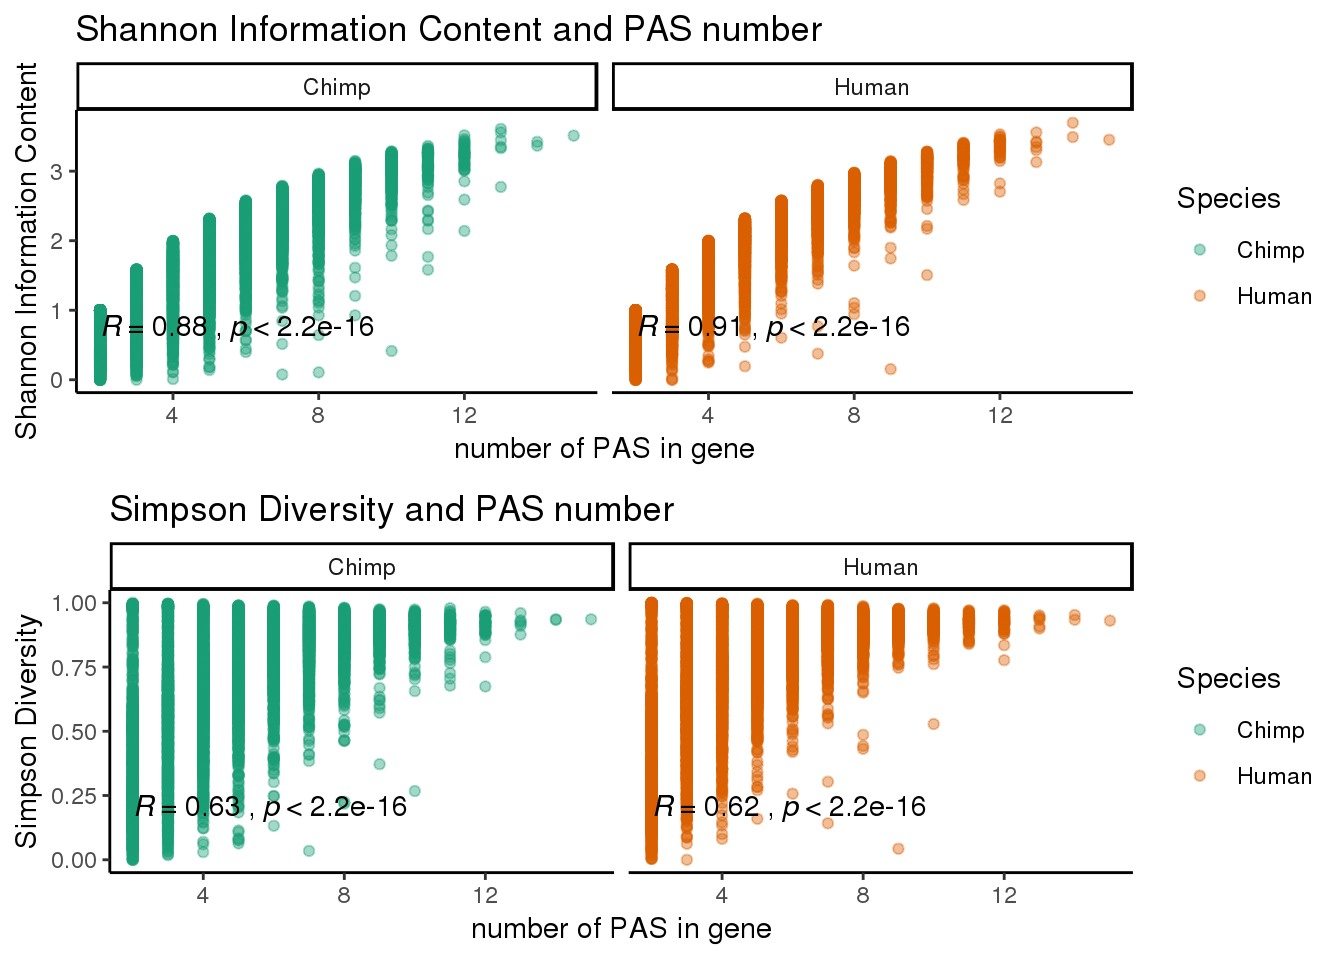 Shannon Information Content and PAS number
Chimp
Human
Shannon Information Content
3
2
1
0
R = 0.88 , p < 2.2e-16
R = 0.91 , p < 2.2e-16
4
8
12
4
8
12
number of PAS in gene
Species
Chimp
Human
Simpson Diversity and PAS number
Chimp
Human
Simpson Diversity
1.00
0.75
0.50
0.25
0.00
R = 0.63 , p < 2.2e-16
R = 0.62 , p < 2.2e-16
4
8
12
4
8
12
number of PAS in gene
Species
Chimp
Human